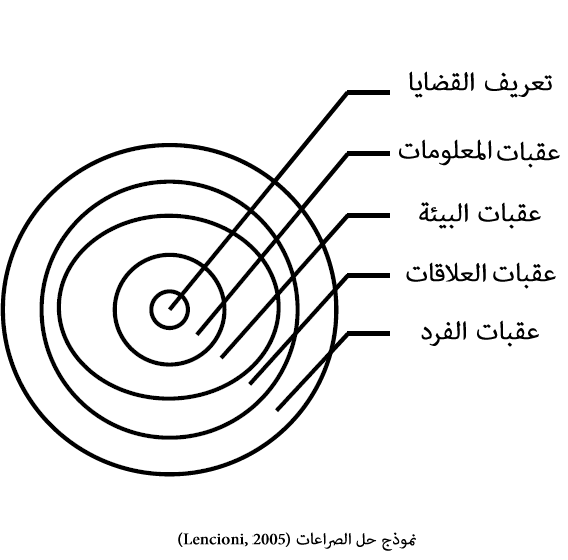 تعريف القضايا
عقبات المعلومات
عقبات البيئة
عقبات العلاقات
عقبات الفرد
نموذج حل الصراعات (Lencioni, 2005)